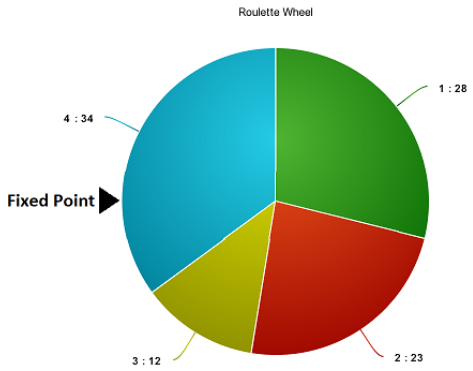 Roulette Wheel
1 : 28
4 : 34
Fixed Point
2 : 23
3 : 12